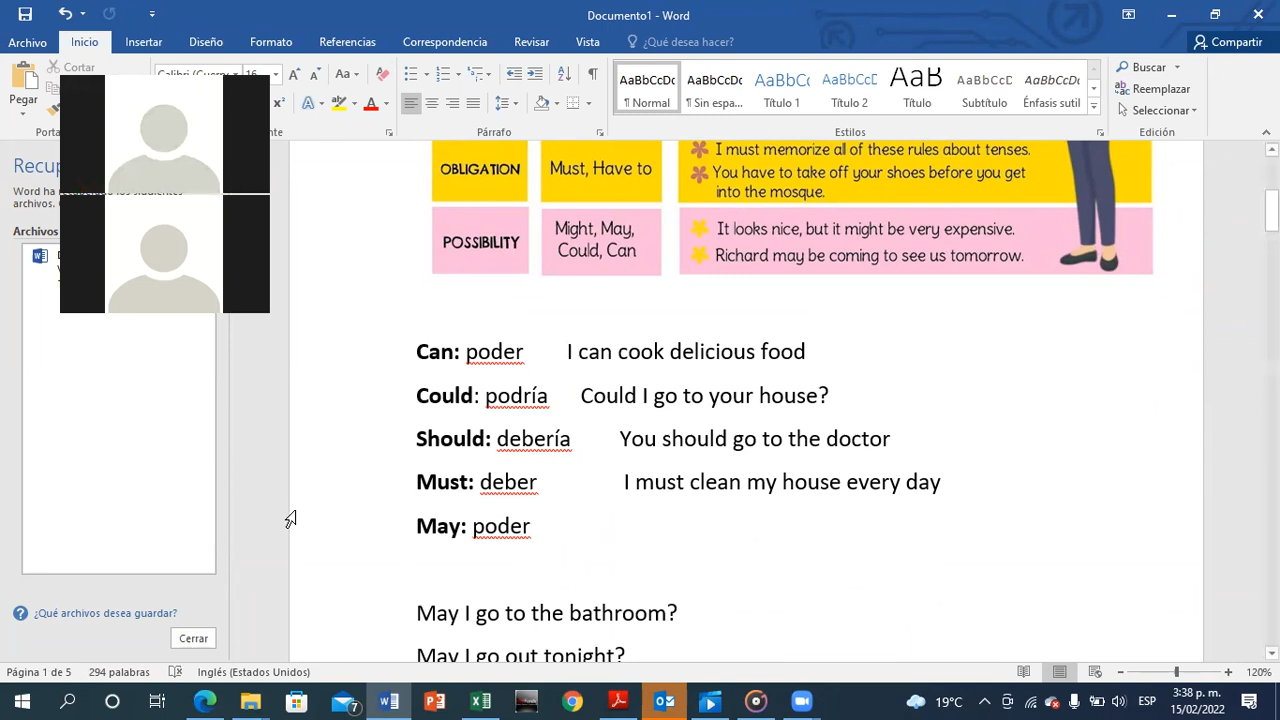 Documento1 - Word
Archivo Inicio Insertar Diseño Formato Referencias Correspondencia Revisar Vista ¿Qué desea hacer? Compartir
Cortar
Pegar
Calibri (Cuerp 16
Aa
AaBbCcDc AaBbCcDc AaBbCcD AaBbCcD AaB AaBbCcD AaBbCcDc
¶ Normal ¶ Sin espa... Título 1 Título 2 Título Subtítulo Énfasis sutil
Buscar
Reemplazar
Seleccionar
Párrafo Estilos Edición
Archivos
archivos.
OBLIGATION
Must, Have to
I must memorize all of these rules about tenses.
You have to take off your shoes before you get
into the mosque.
POSSIBILITY
Might, May,
Could, Can
It looks nice, but it might be very expensive.
Richard may be coming to see us tomorrow.
Can: poder I can cook delicious food
Could: podría Could I go to your house?
Should: debería You should go to the doctor
Must: deber I must clean my house every day
May: poder
May I go to the bathroom?
May I go out tonight?
¿Qué archivos desea guardar?
Cerrar
Página 1 de 5 294 palabras Inglés (Estados Unidos) 120%
7
19°C ESP 3:38 p. m.
15/02/2022